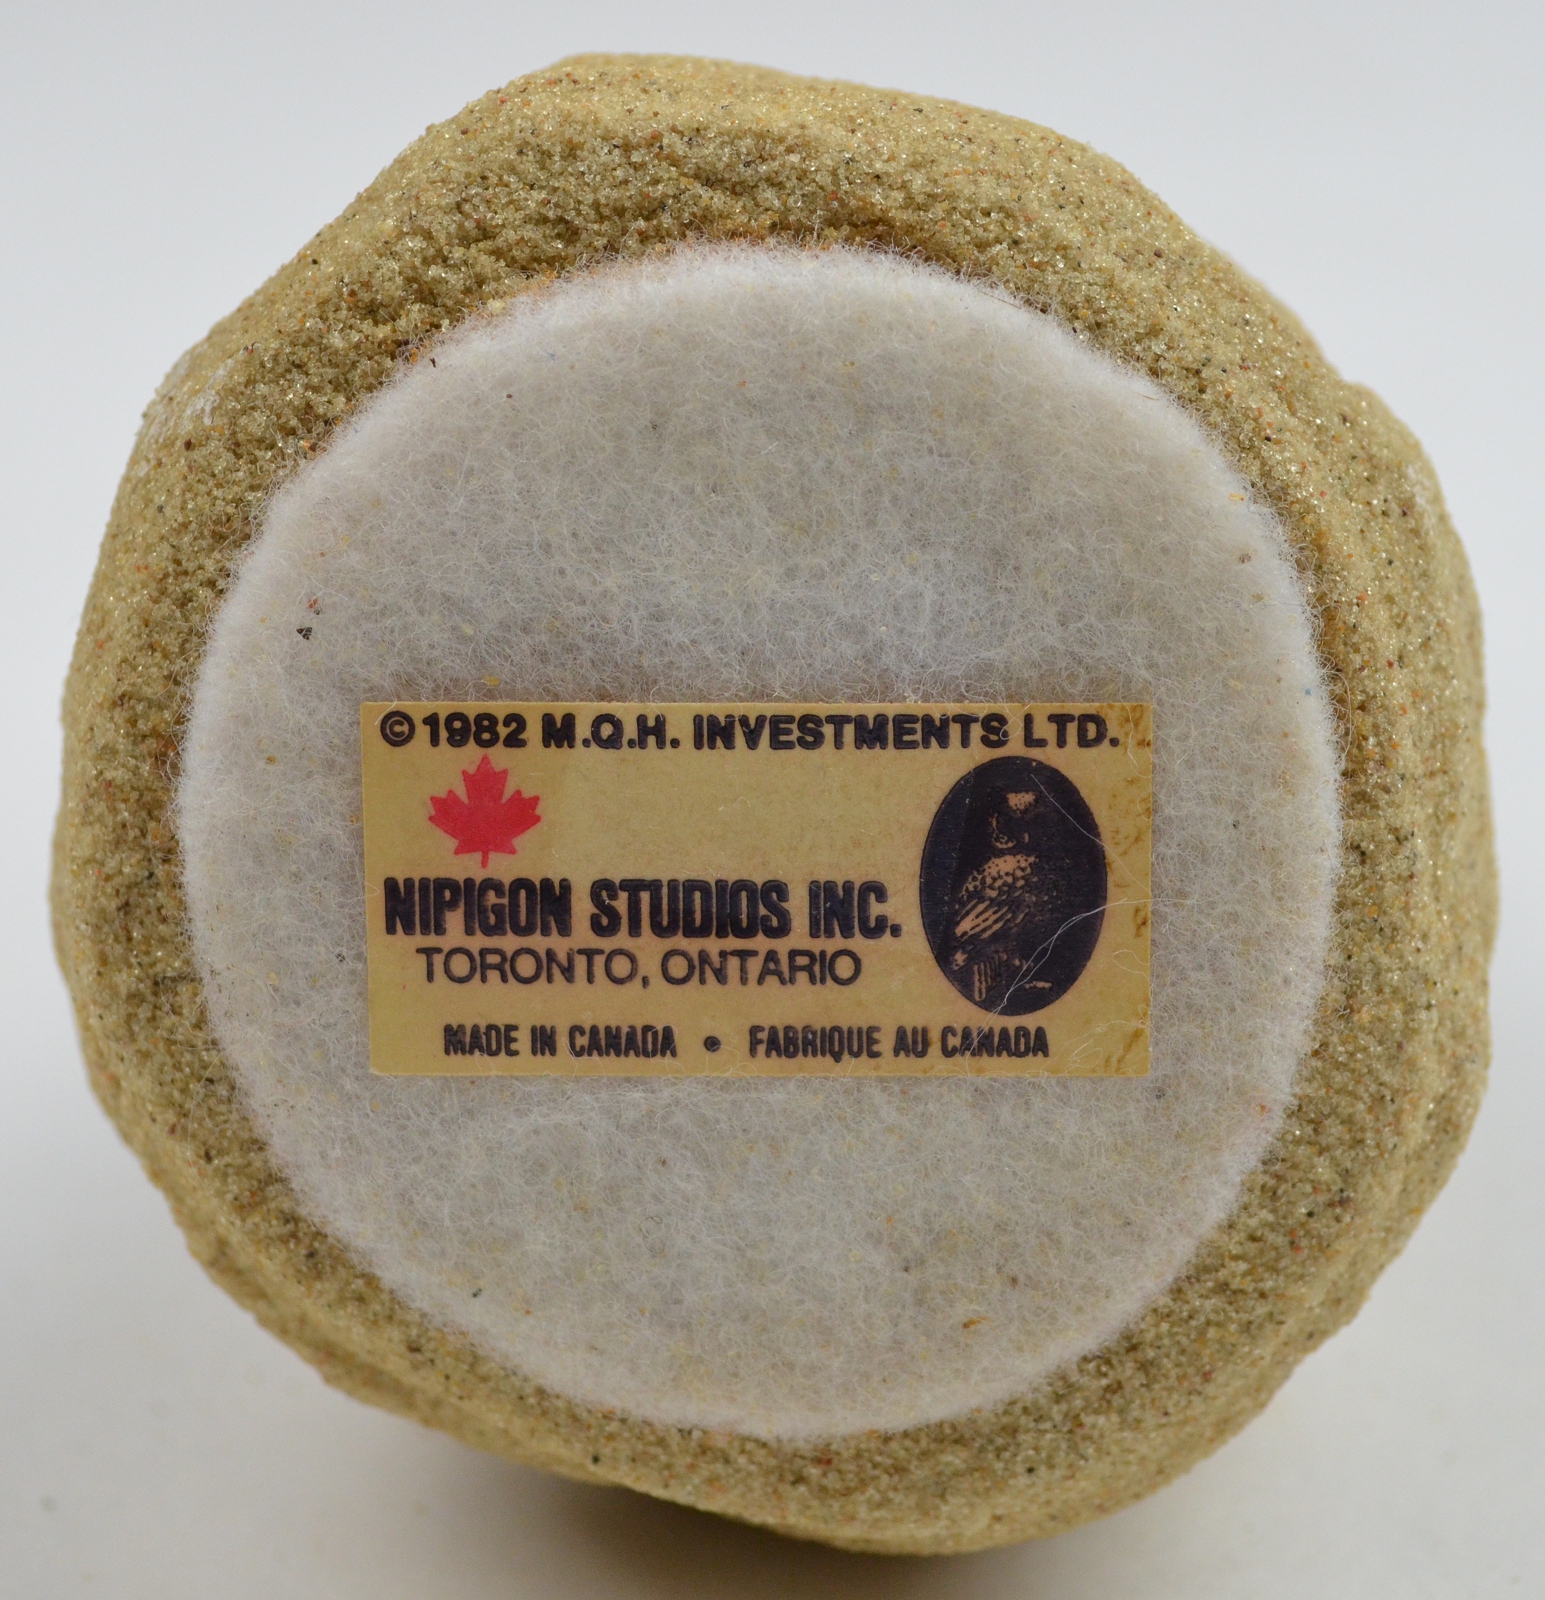 © 1982 M.Q.H. INVESTMENTS LTD.
NIPIGON STUDIOS INC.
TORONTO, ONTARIO
MADE IN CANADA • FABRIQUE AU CANADA